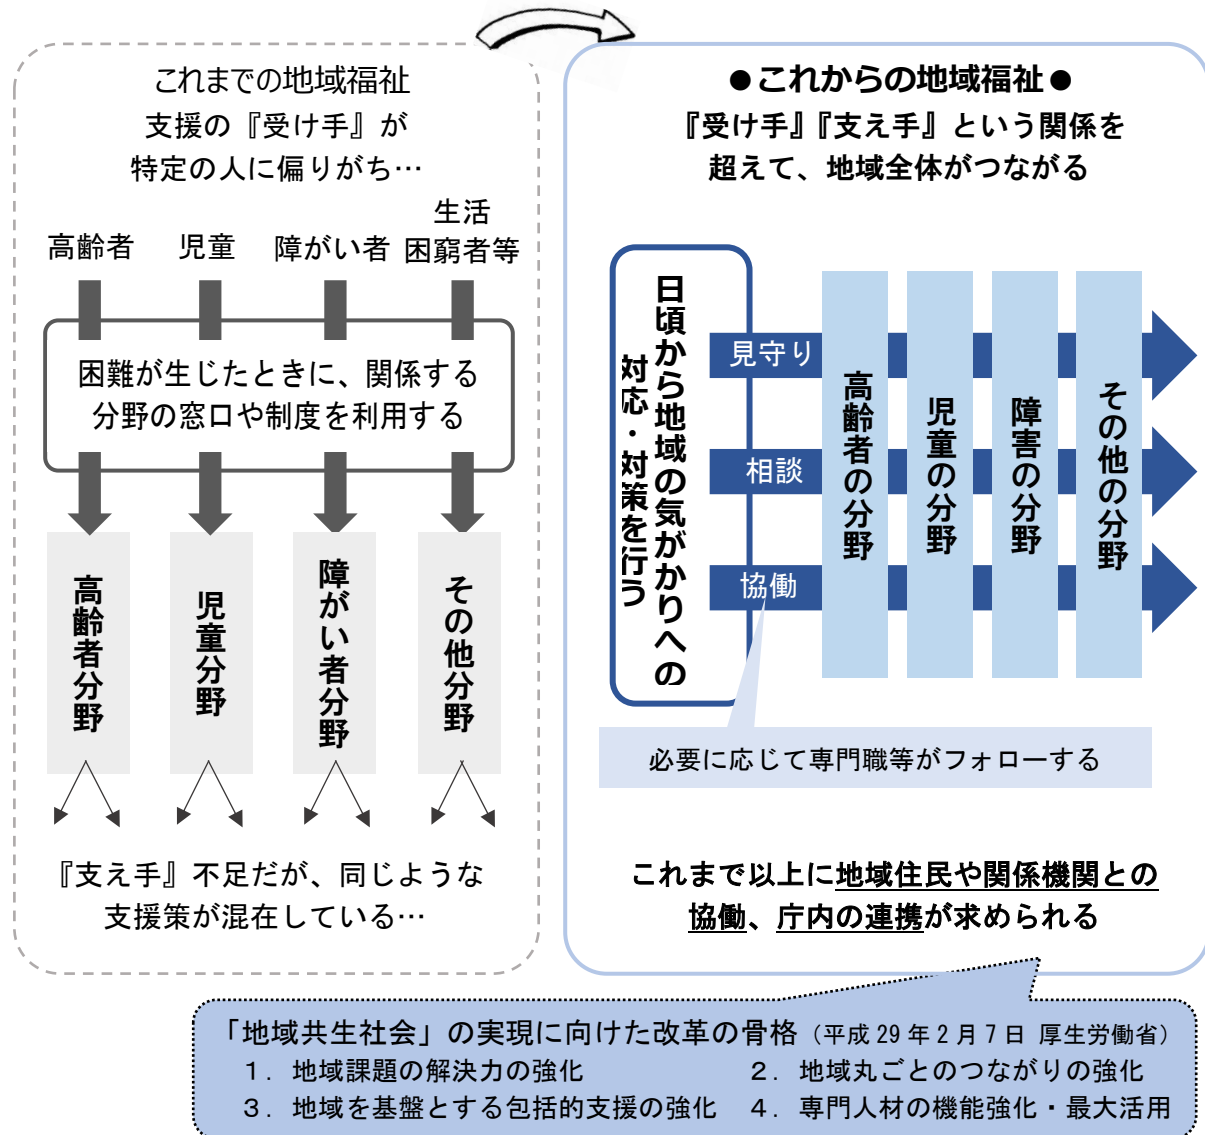 これまでの地域福祉
支援の『受け手』が
特定の人に偏りがち…
高齢者
児童
障がい者
生活
困窮者等
困難が生じたときに、関係する
分野の窓口や制度を利用する
高齢者分野
児童分野
障がい者分野
その他分野
『支え手』不足だが、同じような
支援策が混在している…
●これからの地域福祉●
『受け手』『支え手』という関係を
超えて、地域全体がつながる
日頃から地域の気がかりへの
対応・対策を行う
見守り
相談
協働
高齢者の分野
児童の分野
障害の分野
その他の分野
必要に応じて専門職等がフォローする
これまで以上に地域住民や関係機関との
協働、庁内の連携が求められる
「地域共生社会」の実現に向けた改革の骨格（平成29年2月7日 厚生労働省）
1．地域課題の解決力の強化
2．地域丸ごとのつながりの強化
3．地域を基盤とする包括的支援の強化
4．専門人材の機能強化・最大活用